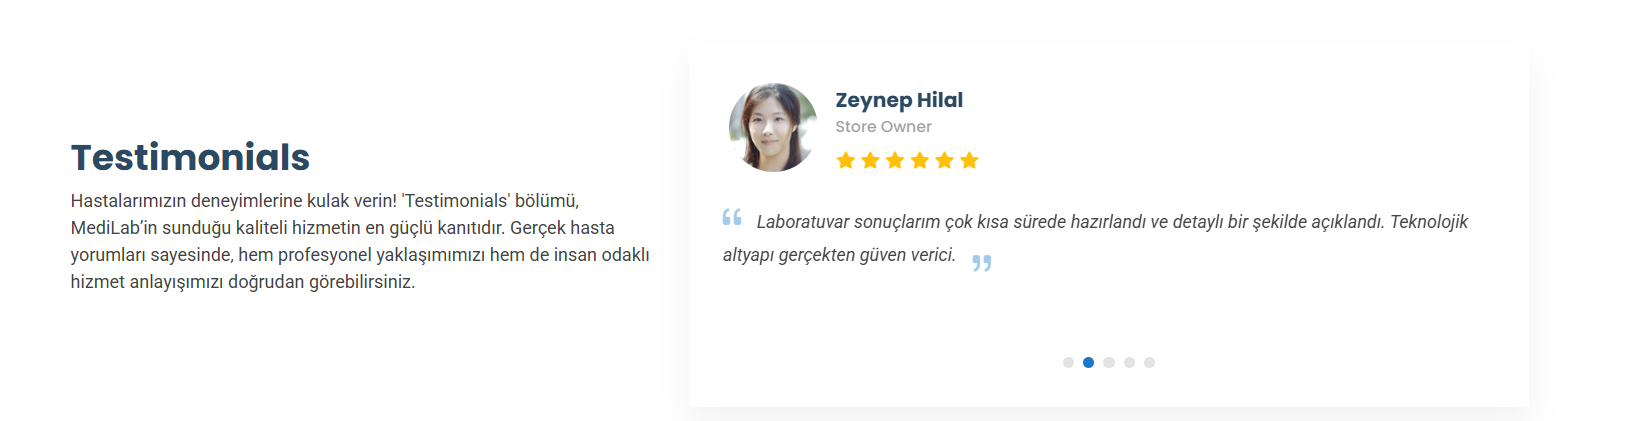 Testimonials
Hastalarımızın deneyimlerine kulak verin! 'Testimonials' bölümü,
MediLab’in sunduğu kaliteli hizmetin en güçlü kanıtıdır. Gerçek hasta
yorumları sayesinde, hem profesyonel yaklaşımımızı hem de insan odaklı
hizmet anlayışımızı doğrudan görebilirsiniz.
Zeynep Hilal
Store Owner
“ Laboratuvar sonuçlarım çok kısa sürede hazırlandı ve detaylı bir şekilde açıklandı. Teknolojik
altyapı gerçekten güven verici. ”